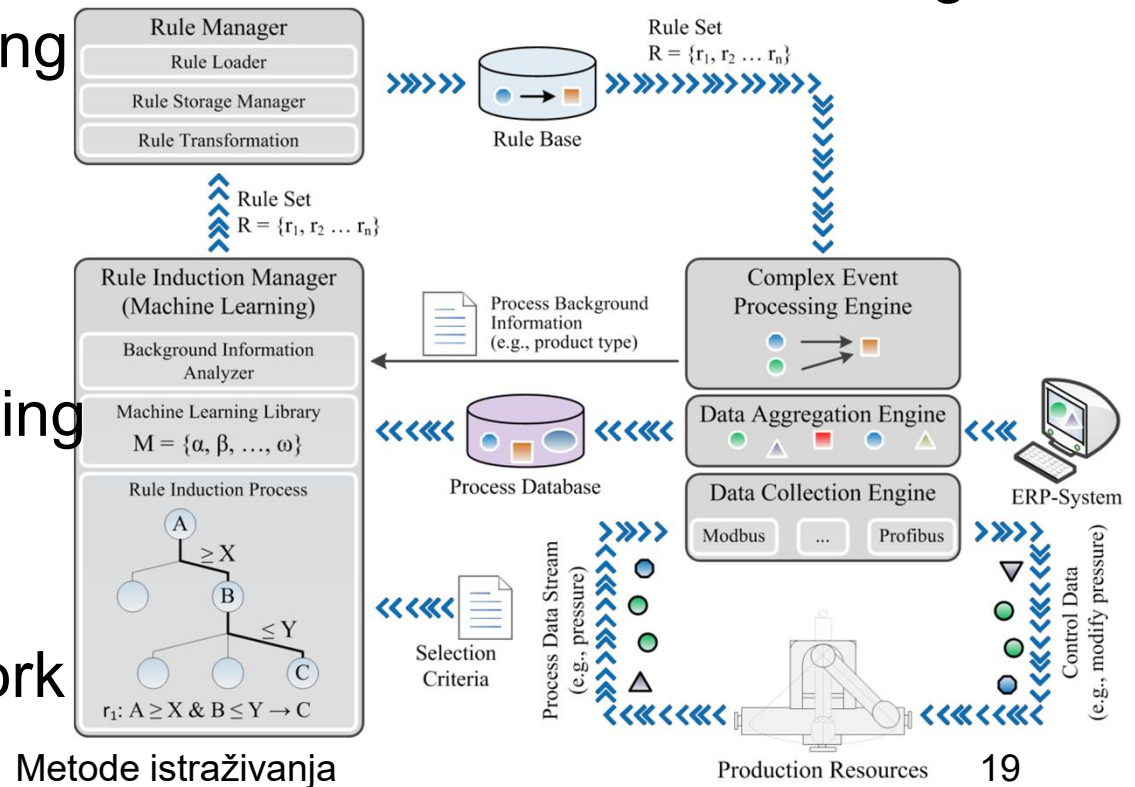 ing
Rule Manager
Rule Loader
Rule Storage Manager
Rule Transformation
Rule Base
Rule Set
R = {r₁, r₂ … rₙ}
Rule Set
R = {r₁, r₂ … rₙ}
Rule Induction Manager
(Machine Learning)
Background Information
Analyzer
ing
Machine Learning Library
M = {α, β, …, ω}
Rule Induction Process
A
≥ X
B
≤ Y
C
ork
r₁: A ≥ X & B ≤ Y → C
Process Background
Information
(e.g., product type)
Process Database
Selection
Criteria
Complex Event
Processing Engine
Data Aggregation Engine
Data Collection Engine
Modbus
...
Profibus
ERP-System
Process Data Stream
(e.g., pressure)
Control Data
(e.g., modify pressure)
Production Resources
Metode istraživanja
19